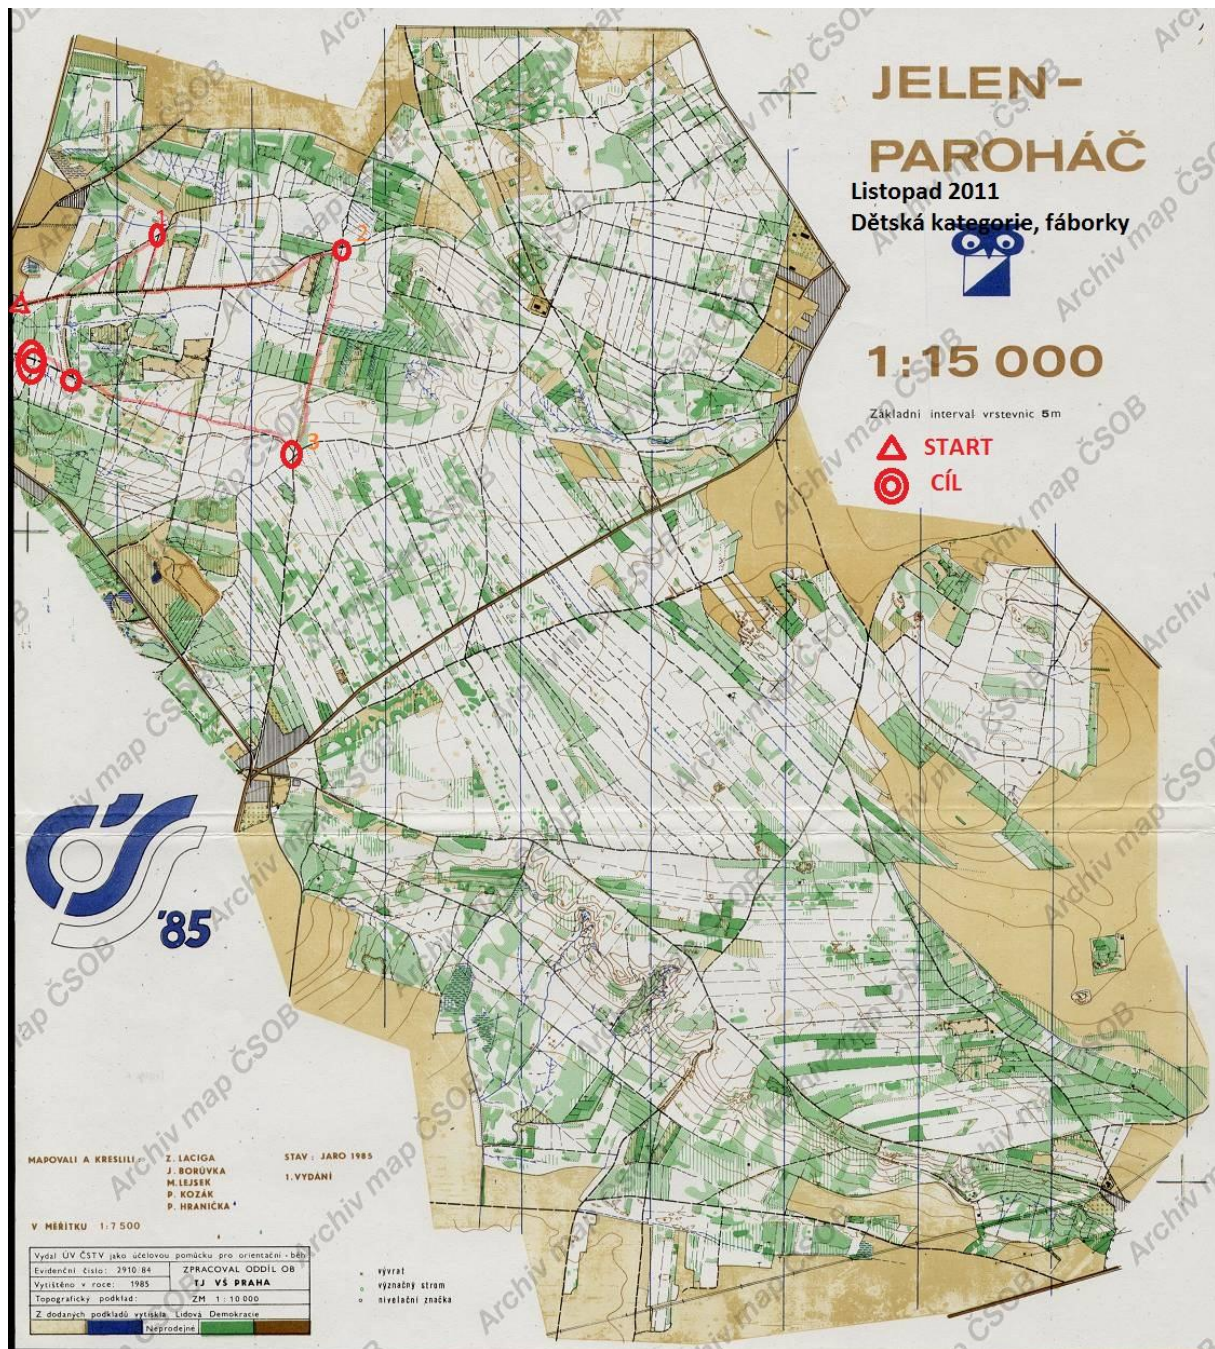 JELEN-
PAROHÁČ
Listopad 2011
Dětská kategorie, fáborky
1:15 000
Základní interval vrstevnic 5m
START
CÍL
1
2
3
ČS
'85
MAPOVALI A KRESLILI: Z. LACIGA
J. BORŮVKA
M. LEJSEK
P. KOZÁK
P. HRANIČKA
STAV : JARO 1985
1. VYDÁNÍ
V MĚŘÍTKU 1:7 500
Vydal ÚV ČSTV jako účelovou pomůcku pro orientační běh
Evidenční číslo: 2910/84
ZPRACOVAL ODDÍL OB
Vytištěno v roce: 1985
TJ VŠ PRAHA
Topografický podklad:
ZM 1:10 000
Z dodaných podkladů vytiskla Lidová Demokracie
Neprodejné
vývrat
význačný strom
nivelační značka
© Archiv map ČSOB